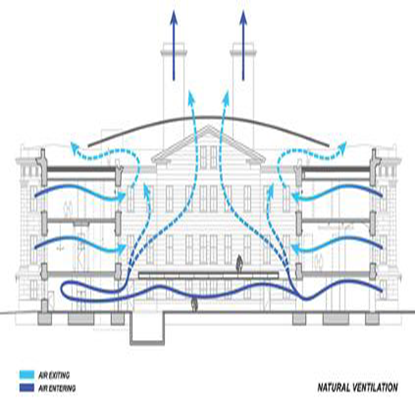 AIR EXITING
AIR ENTERING
NATURAL VENTILATION